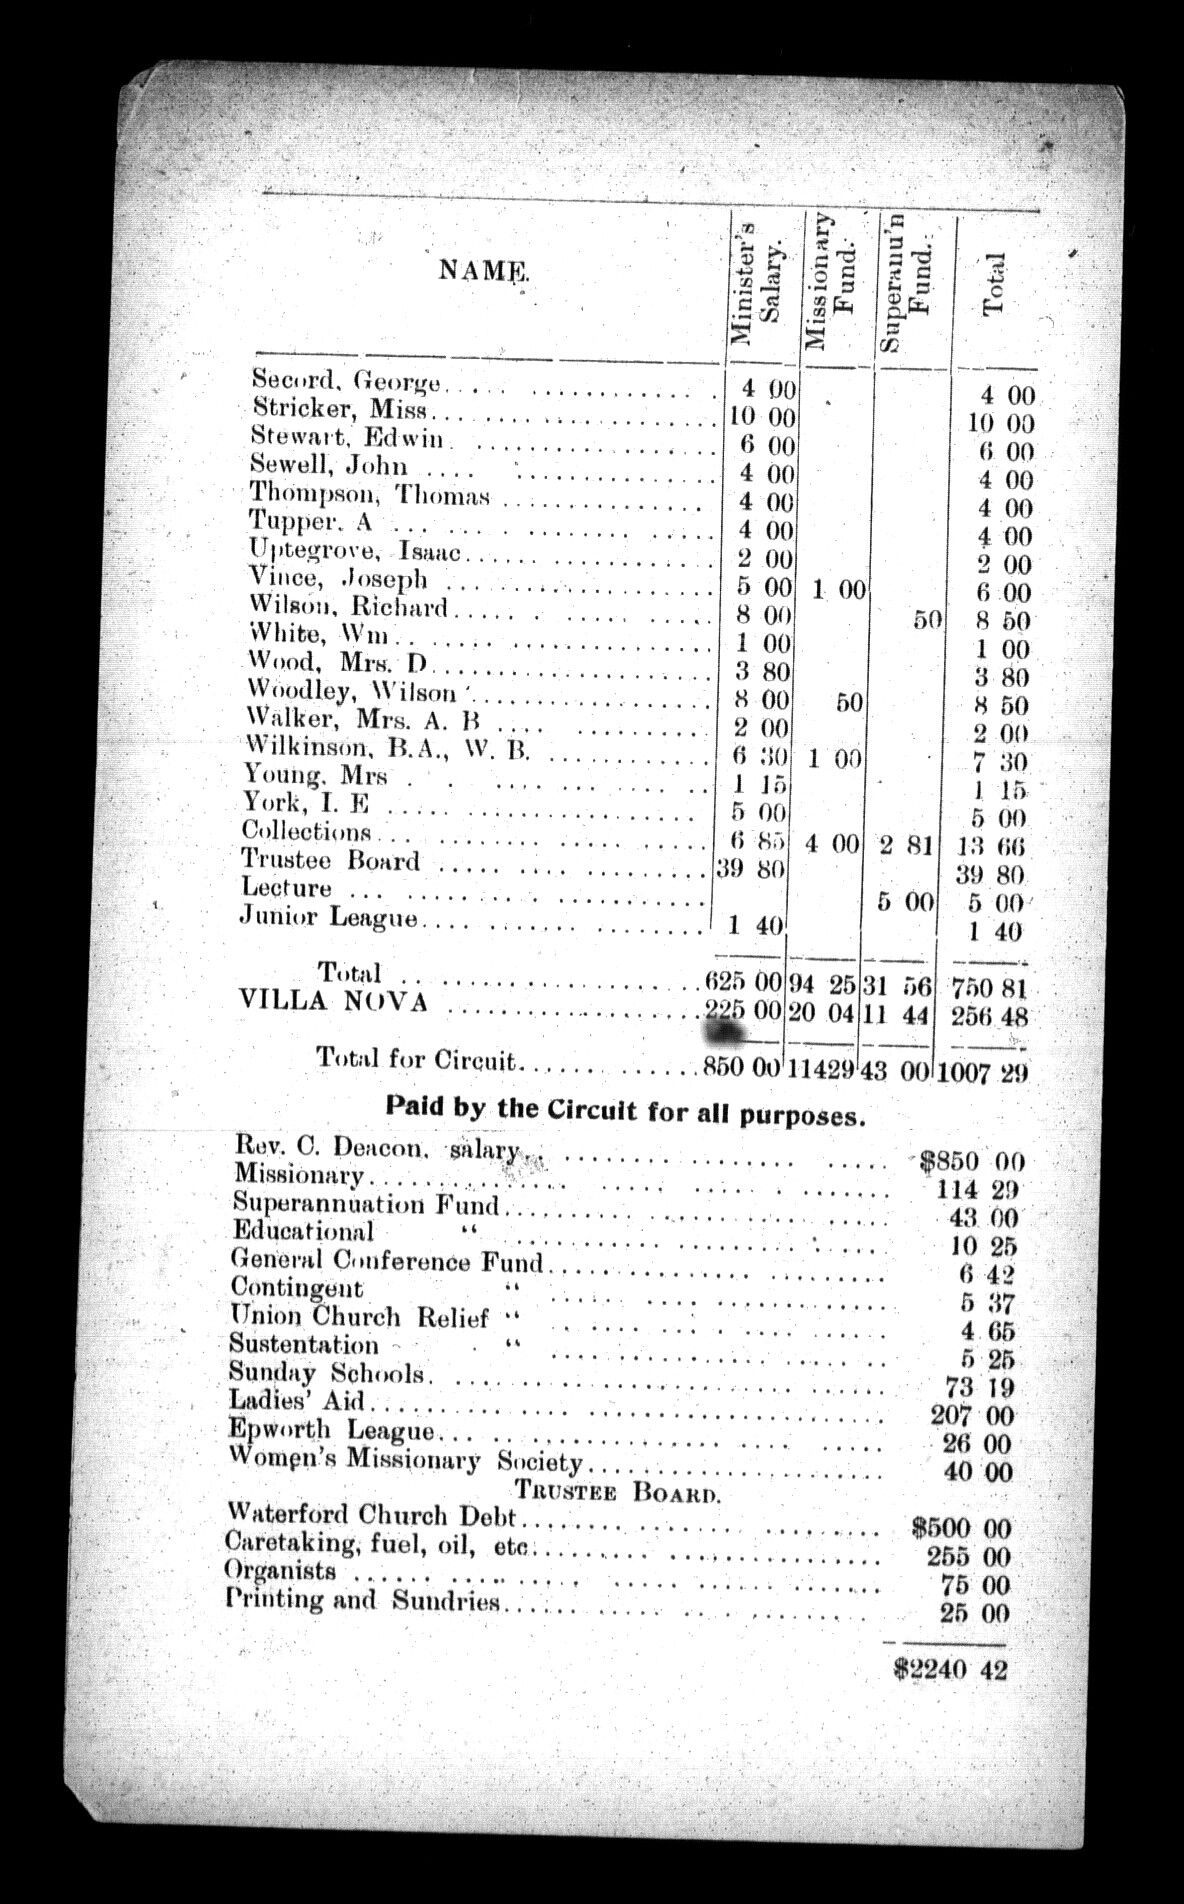 NAME. Minister's Salary. Missionary Fund. Superanu'n Fund. Total
Secord, George 4 00 4 00
Stricker, Miss 10 00 10 00
Stewart, Edwin 6 00 6 00
Sewell, John 4 00 4 00
Thompson, Thomas 4 00 4 00
Tupper. A 4 00 4 00
Uptegrove, Isaac 2 00 2 00
Vince, Joseph 5 00 1 00 6 00
Wilson, Richard 8 00 50 8 50
White, Wm 1 00 1 00
Wood, Mrs. D 3 80 3 80
Woodley, Wilson 8 00 50 8 50
Walker, Mrs. A. B 2 00 2 00
Wilkinson, B.A., W. B. 6 30 1 00 7 30
Young, Mrs 1 15 1 15
York, I. E 5 00 5 00
Collections 6 85 4 00 2 81 13 66
Trustee Board 39 80 39 80
Lecture 5 00 5 00
Junior League 1 40 1 40
Total 625 00 94 25 31 56 750 81
VILLA NOVA 225 00 20 04 11 44 256 48
Total for Circuit 850 00 114 29 43 00 1007 29
Paid by the Circuit for all purposes.
Rev. C. Deacon, salary $850 00
Missionary 114 29
Superannuation Fund 43 00
Educational " 10 25
General Conference Fund 6 42
Contingent " 5 37
Union Church Relief " 4 65
Sustentation " 5 25
Sunday Schools 73 19
Ladies' Aid 207 00
Epworth League 26 00
Women's Missionary Society 40 00
TRUSTEE BOARD.
Waterford Church Debt $500 00
Caretaking, fuel, oil, etc 255 00
Organists 75 00
Printing and Sundries 25 00
$2240 42